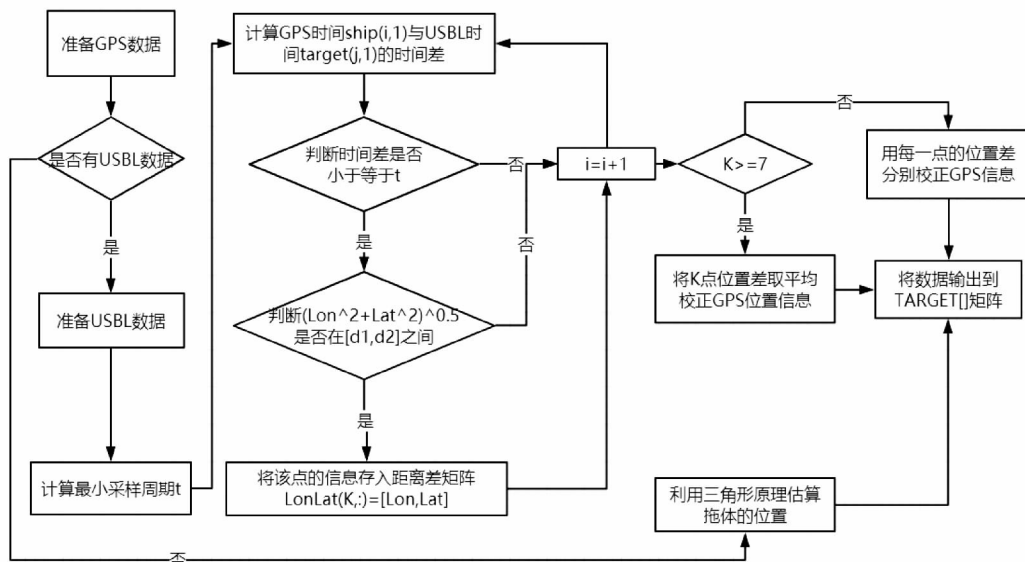 准备GPS数据
是否有USBL数据
是
准备USBL数据
计算最小采样周期t
否
计算GPS时间ship(i,1)与USBL时
间target(j,1)的时间差
判断时间差是否
小于等于t
否
是
判断(Lon^2+Lat^2)^0.5
是否在[d1,d2]之间
否
是
将该点的信息存入距离差矩阵
LonLat(K,:)=[Lon,Lat]
i=i+1
K>=7
否
是
用每一点的位置差
分别校正GPS信息
将K点位置差取平均
校正GPS位置信息
将数据输出到
TARGET[]矩阵
利用三角形原理估算
拖体的位置